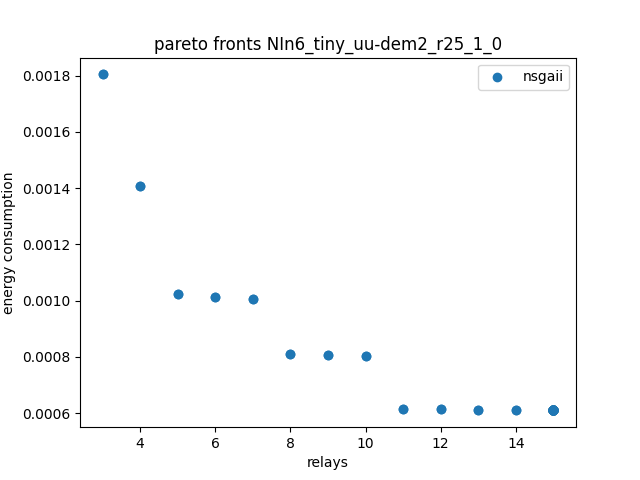 pareto fronts NIn6_tiny_uu-dem2_r25_1_0
nsgaii
energy consumption
0.0018
0.0016
0.0014
0.0012
0.0010
0.0008
0.0006
4 6 8 10 12 14
relays